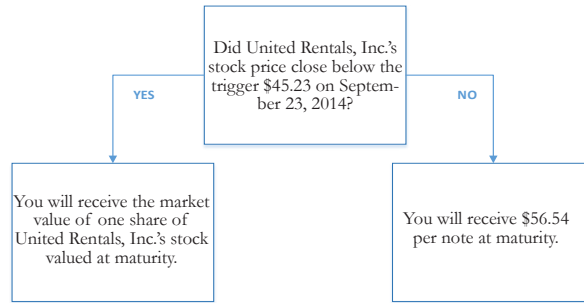 Did United Rentals, Inc.'s
stock price close below the
trigger $45.23 on Septem-
ber 23, 2014?
YES
NO
You will receive the market
value of one share of
United Rentals, Inc.'s stock
valued at maturity.
You will receive $56.54
per note at maturity.